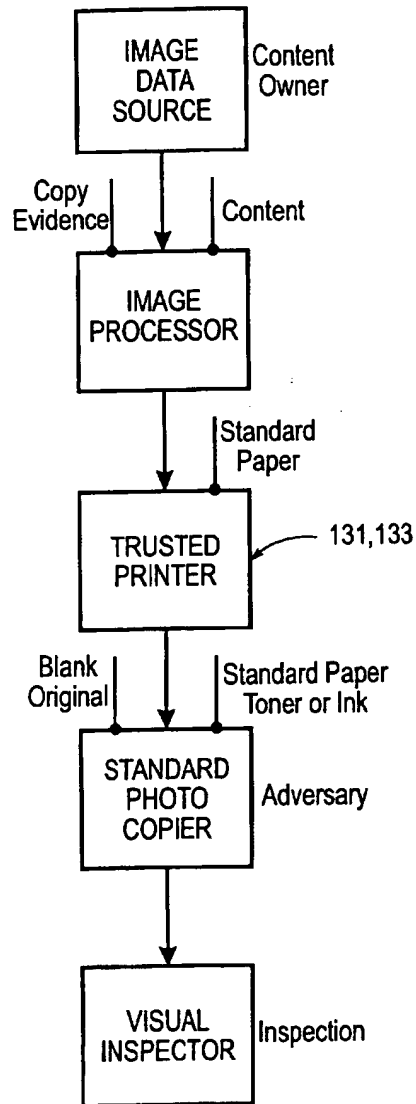 IMAGE
DATA
SOURCE
Content
Owner
Copy
Evidence
Content
IMAGE
PROCESSOR
Standard
Paper
TRUSTED
PRINTER
131,133
Blank
Original
Standard Paper
Toner or Ink
STANDARD
PHOTO
COPIER
Adversary
VISUAL
INSPECTOR
Inspection